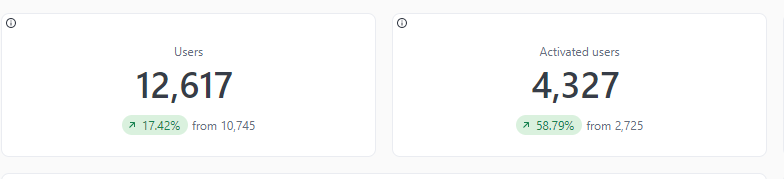 Users
12,617
17.42% from 10,745
Activated users
4,327
58.79% from 2,725